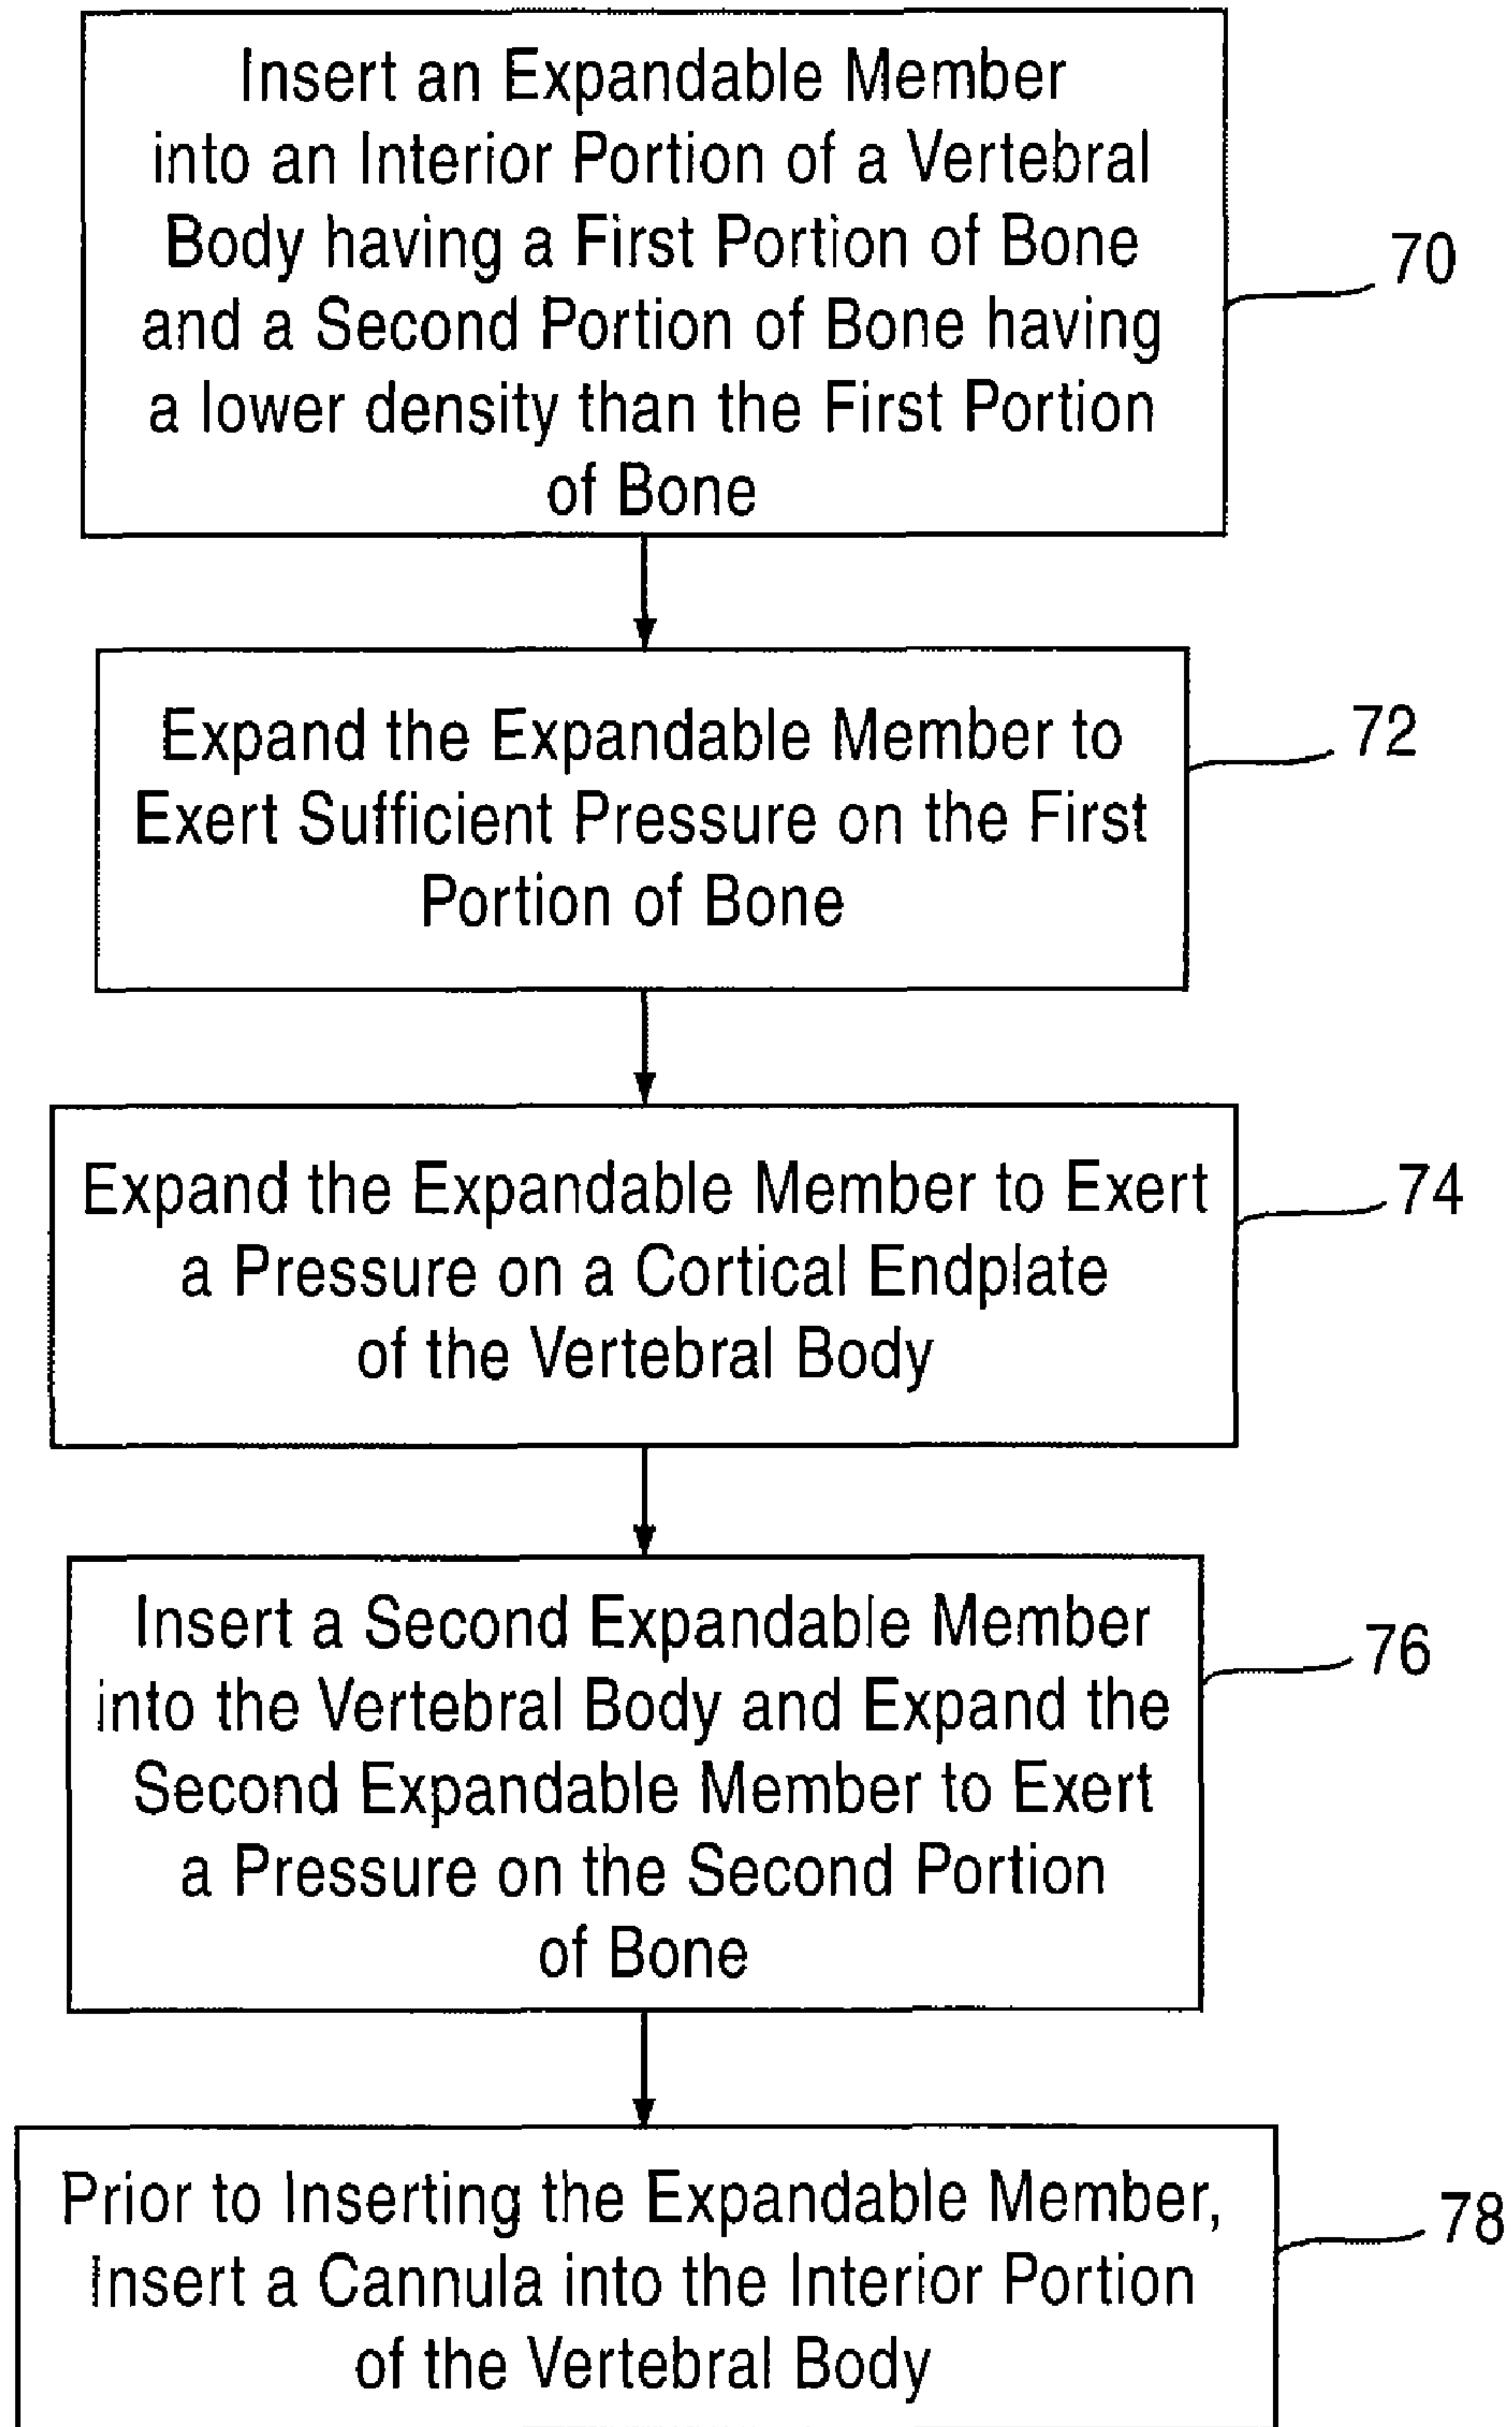 Insert an Expandable Member
into an Interior Portion of a Vertebral
Body having a First Portion of Bone
and a Second Portion of Bone having
a lower density than the First Portion
of Bone
70
Expand the Expandable Member to
Exert Sufficient Pressure on the First
Portion of Bone
72
Expand the Expandable Member to Exert
a Pressure on a Cortical Endplate
of the Vertebral Body
74
Insert a Second Expandable Member
into the Vertebral Body and Expand the
Second Expandable Member to Exert
a Pressure on the Second Portion
of Bone
76
Prior to Inserting the Expandable Member,
Insert a Cannula into the Interior Portion
of the Vertebral Body
78